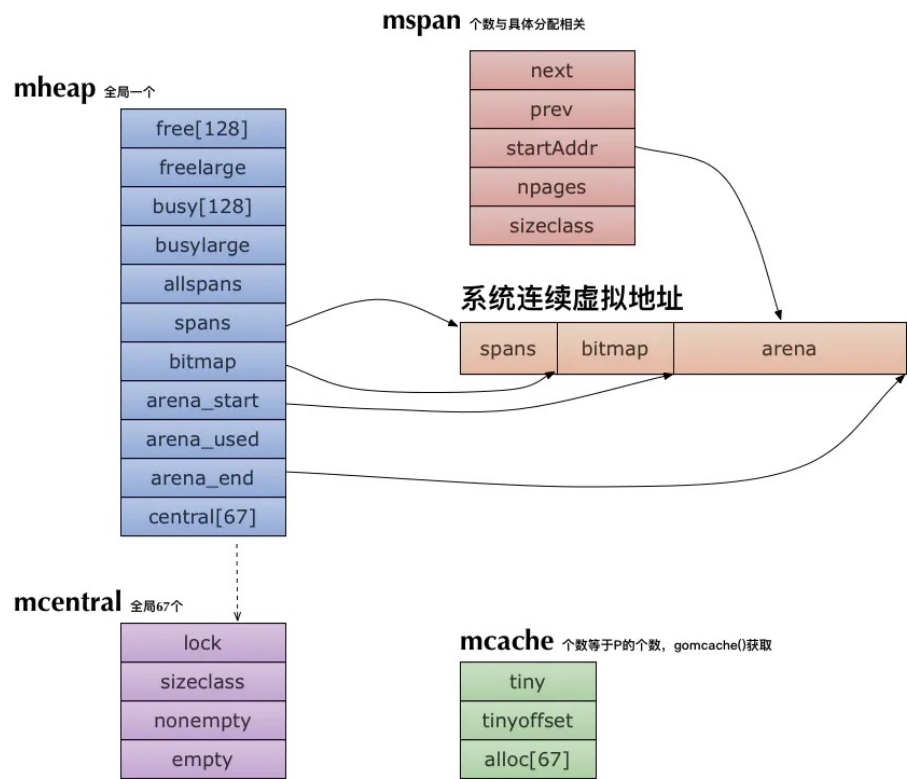 mspan 个数与具体分配相关
next
prev
startAddr
npages
sizeclass
mheap 全局一个
free[128]
freelarge
busy[128]
busylarge
allspans
spans
bitmap
arena_start
arena_used
arena_end
central[67]
系统连续虚拟地址
spans bitmap arena
mcentral 全局67个
lock
sizeclass
nonempty
empty
mcache 个数等于P的个数，gomcache()获取
tiny
tinyoffset
alloc[67]